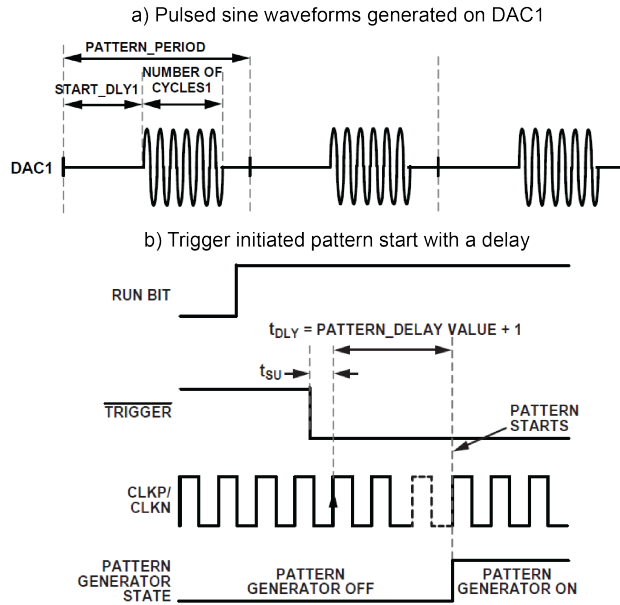 a) Pulsed sine waveforms generated on DAC1
PATTERN_PERIOD
START_DLY1
NUMBER OF
CYCLES1
DAC1
b) Trigger initiated pattern start with a delay
RUN BIT
tDLY = PATTERN_DELAY VALUE + 1
tSU
TRIGGER
PATTERN
STARTS
CLKP/
CLKN
PATTERN
GENERATOR
STATE
PATTERN
GENERATOR OFF
PATTERN
GENERATOR ON